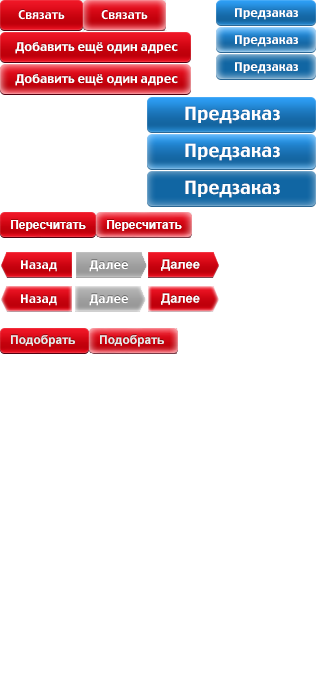 Связать Связать Предзаказ
Добавить ещё один адрес Предзаказ
Добавить ещё один адрес Предзаказ
Предзаказ
Предзаказ
Предзаказ
Пересчитать Пересчитать
Назад Далее Далее
Назад Далее Далее
Подобрать Подобрать